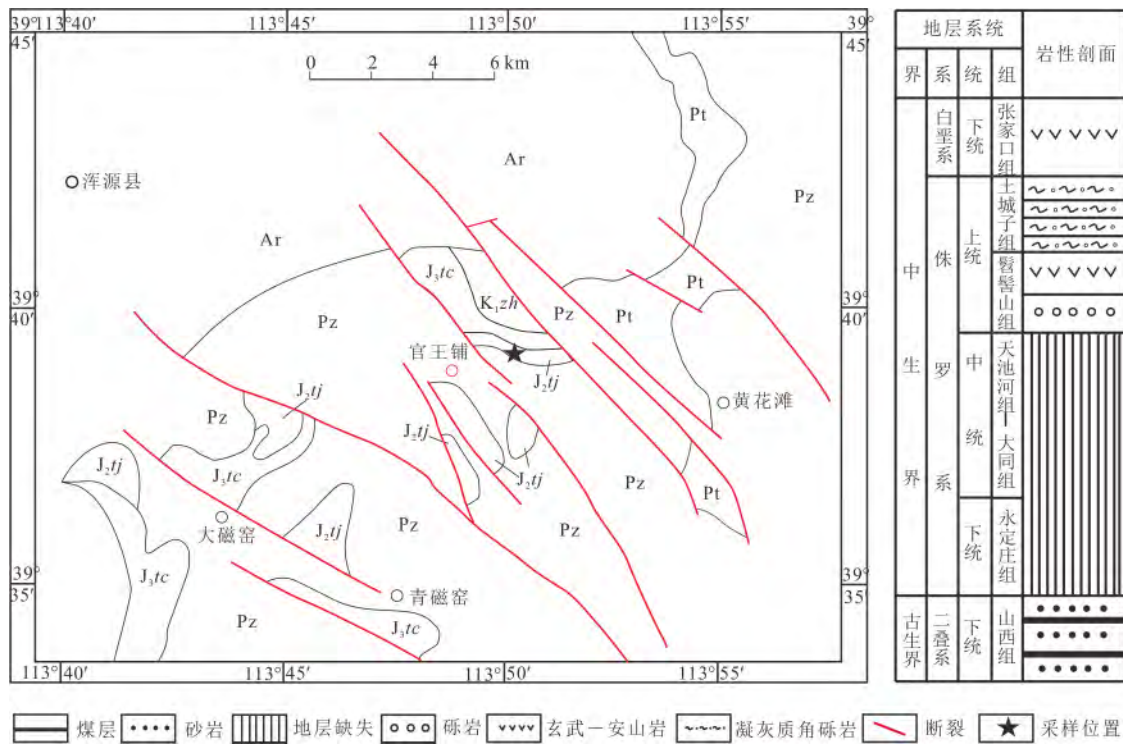 39° 113°40′ 113°45′ 113°50′ 113°55′ 39°
45′ 45′
0 2 4 6 km
Pt
Ar
浑源县
Pz
Ar
J₃tc
Pt
K₁zh
39° 39°
40′ 40′
Pz
Pz
Pt
官王铺
J₂tj
黄花滩
J₂tj
Pz
J₂tj
J₂tj
J₂tj
J₃tc
Pz
Pt
J₂tj
Pz
Pz
大磁窑
J₃tc
39° 39°
35′ 35′
青磁窑
Pz
J₃tc
113°40′ 113°45′ 113°50′ 113°55′
地层系统
岩性剖面
界 系 统 组
中生界
白垩系
下统
张家口组
侏罗系
上统
土城子组
髫髻山组
中统
天池河组—大同组
下统
永定庄组
古生界
二叠系
下统
山西组
煤层 砂岩 地层缺失 砾岩 玄武－安山岩 凝灰质角砾岩 断裂 采样位置